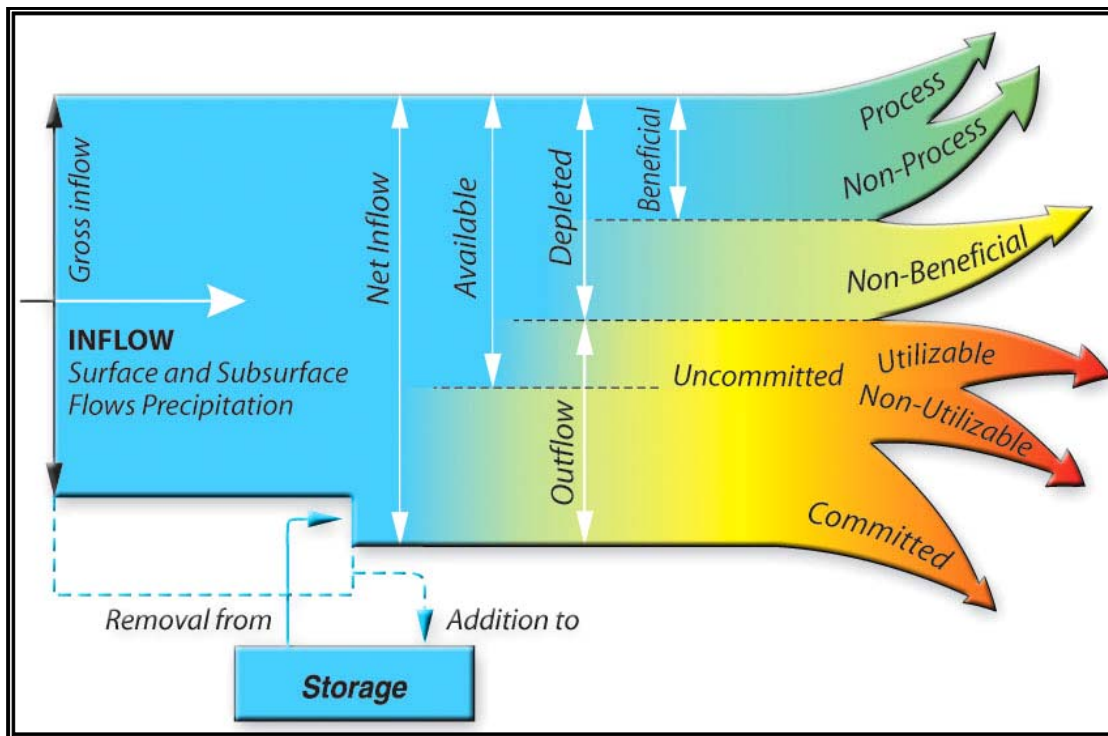 Gross inflow
INFLOW
Surface and Subsurface
Flows Precipitation
Net Inflow
Available
Depleted
Beneficial
Outflow
Uncommitted
Process
Non-Process
Non-Beneficial
Utilizable
Non-Utilizable
Committed
Removal from
Addition to
Storage